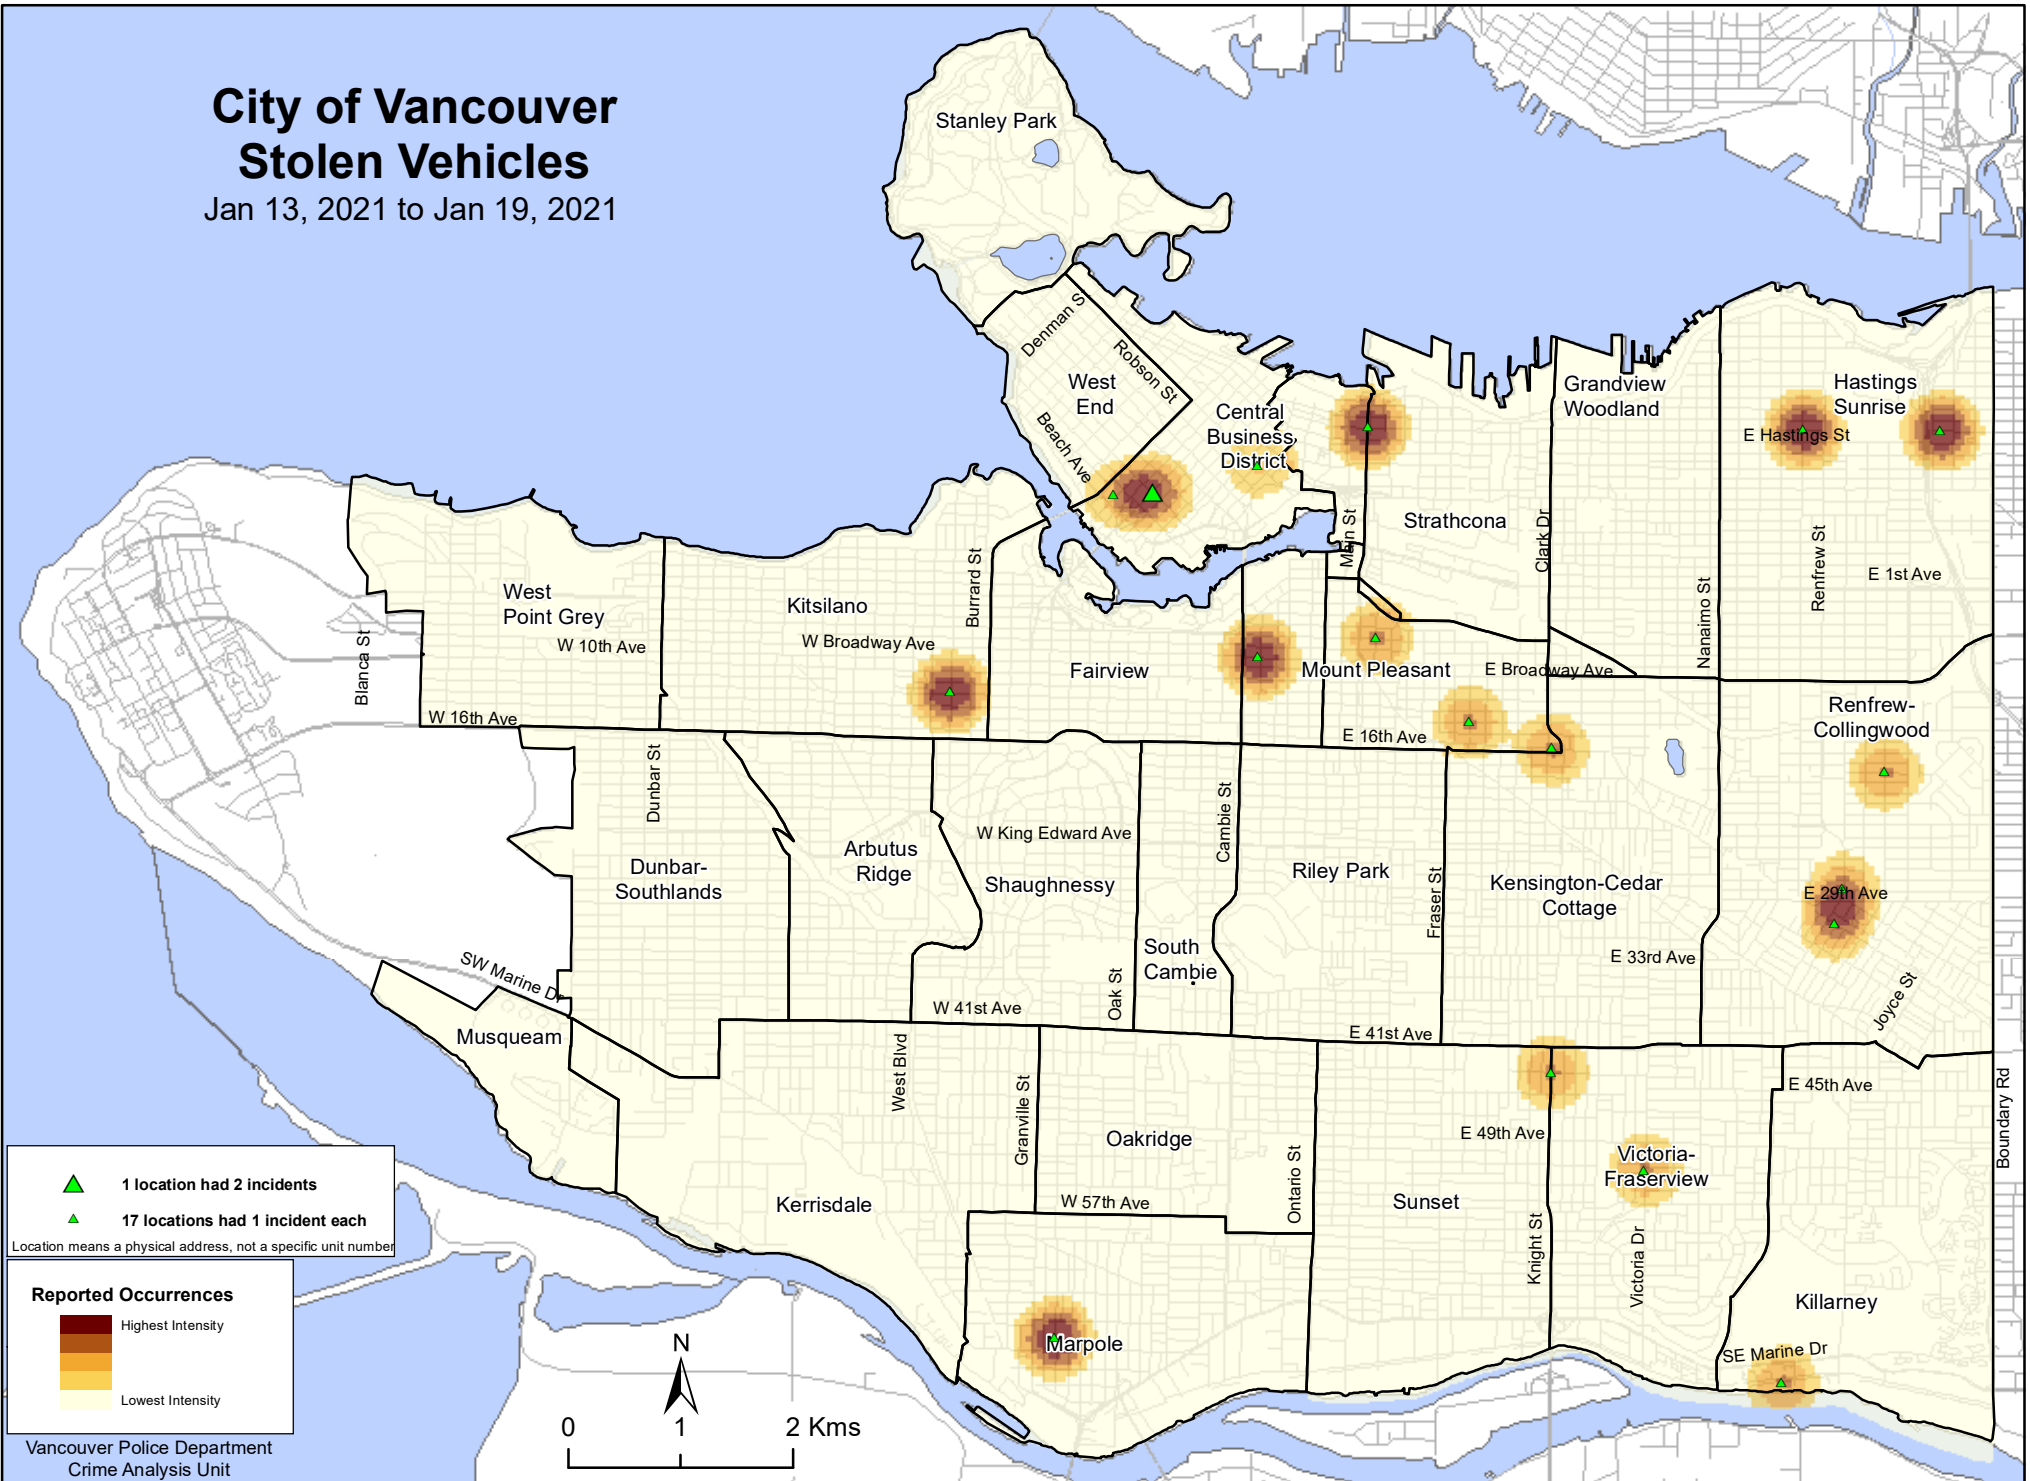 City of Vancouver
Stolen Vehicles
Jan 13, 2021 to Jan 19, 2021
Stanley Park
Denman S
Robson St
West
End
Beach Ave
Central
Business
District
Grandview
Woodland
Hastings
Sunrise
E Hastings St
Strathcona
Main St
Clark Dr
Nanaimo St
Renfrew St
E 1st Ave
West
Point Grey
W 10th Ave
Blanca St
W 16th Ave
Kitsilano
W Broadway Ave
Burrard St
Fairview
Mount Pleasant
E Broadway Ave
E 16th Ave
Renfrew-
Collingwood
Dunbar St
Dunbar-
Southlands
Arbutus
Ridge
W King Edward Ave
Shaughnessy
Cambie St
South
Cambie
Oak St
W 41st Ave
Riley Park
Fraser St
Kensington-Cedar
Cottage
E 33rd Ave
E 29th Ave
Joyce St
E 41st Ave
SW Marine Dr
Musqueam
West Blvd
Granville St
Kerrisdale
Oakridge
W 57th Ave
Ontario St
Sunset
E 49th Ave
Knight St
Victoria-
Fraserview
Victoria Dr
E 45th Ave
Boundary Rd
Killarney
SE Marine Dr
Marpole
1 location had 2 incidents
17 locations had 1 incident each
Location means a physical address, not a specific unit number
Reported Occurrences
Highest Intensity
Lowest Intensity
Vancouver Police Department
Crime Analysis Unit
N
0 1 2 Kms